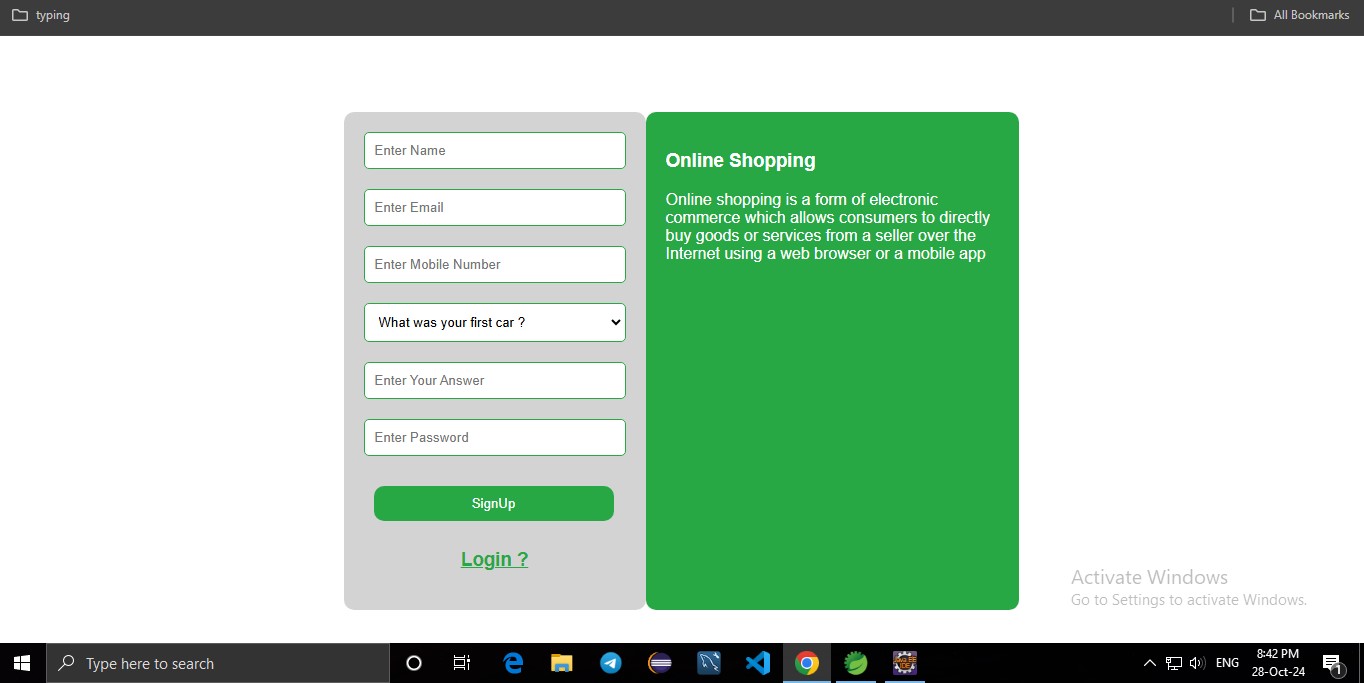 typing
All Bookmarks
Enter Name
Enter Email
Enter Mobile Number
What was your first car ?
Enter Your Answer
Enter Password
SignUp
Login ?
Online Shopping
Online shopping is a form of electronic
commerce which allows consumers to directly
buy goods or services from a seller over the
Internet using a web browser or a mobile app
Activate Windows
Go to Settings to activate Windows.
Type here to search
ENG
8:42 PM
28-Oct-24
1